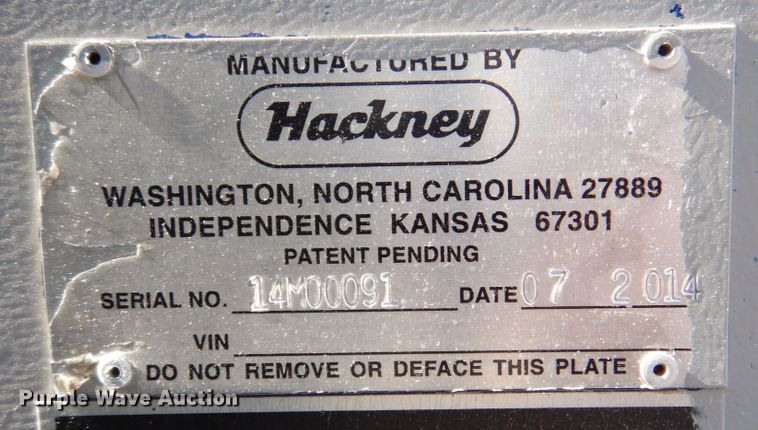 MANUFACTURED BY
Hackney
WASHINGTON, NORTH CAROLINA 27889
INDEPENDENCE KANSAS 67301
PATENT PENDING
SERIAL NO. 14M00091 DATE 07 2014
VIN
DO NOT REMOVE OR DEFACE THIS PLATE
Purple Wave Auction